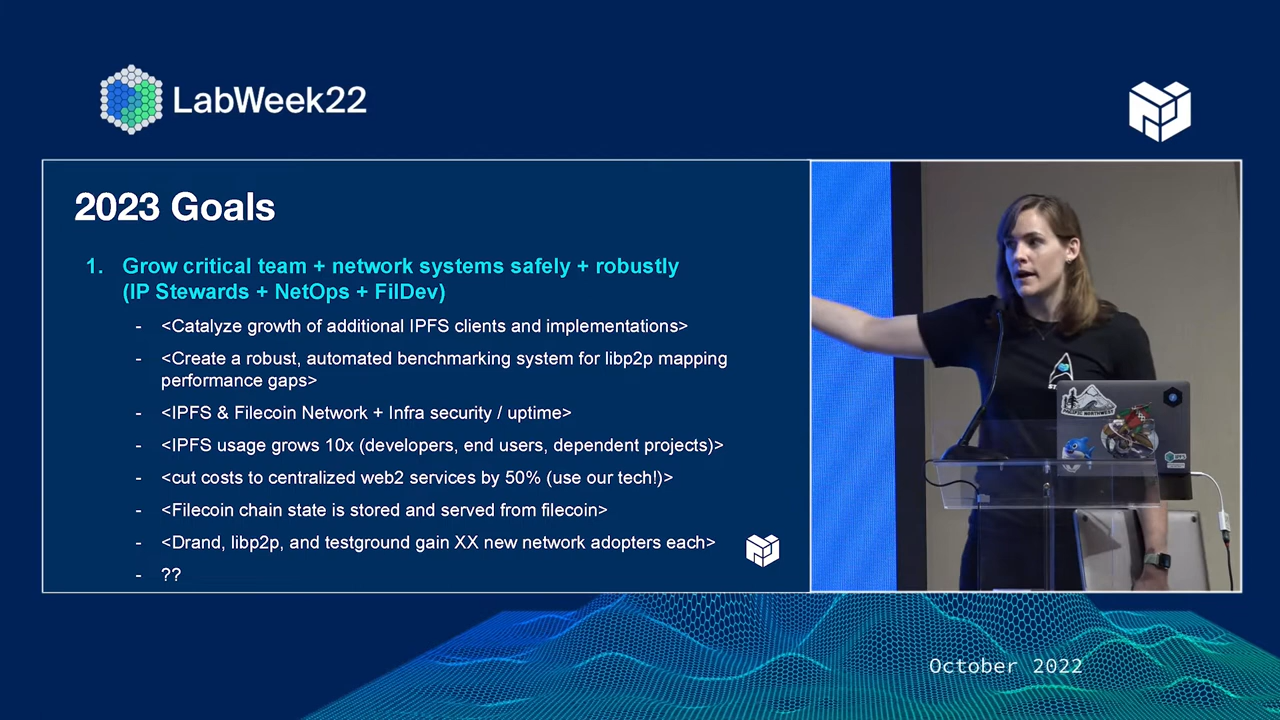 LabWeek22
2023 Goals
1. Grow critical team + network systems safely + robustly
(IP Stewards + NetOps + FilDev)
- <Catalyze growth of additional IPFS clients and implementations>
- <Create a robust, automated benchmarking system for libp2p mapping
performance gaps>
- <IPFS & Filecoin Network + Infra security / uptime>
- <IPFS usage grows 10x (developers, end users, dependent projects)>
- <cut costs to centralized web2 services by 50% (use our tech!)>
- <Filecoin chain state is stored and served from filecoin>
- <Drand, libp2p, and testground gain XX new network adopters each>
- ??
PACIFIC NORTHWEST
IPFS
October 2022